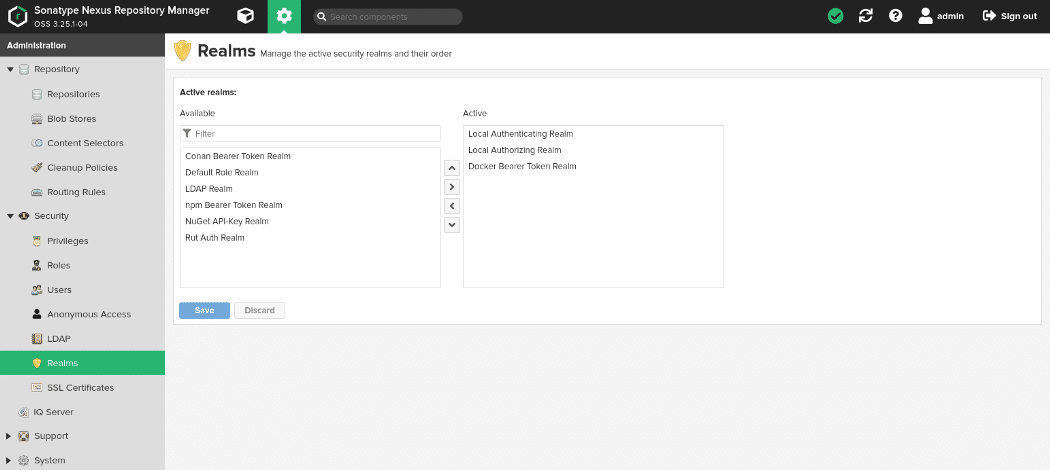 Sonatype Nexus Repository Manager
OSS 3.25.1-04
Search components
admin
Sign out
Administration
Repository
Repositories
Blob Stores
Content Selectors
Cleanup Policies
Routing Rules
Security
Privileges
Roles
Users
Anonymous Access
LDAP
Realms
SSL Certificates
IQ Server
Support
System
Realms Manage the active security realms and their order
Active realms:
Available
Filter
Conan Bearer Token Realm
Default Role Realm
LDAP Realm
npm Bearer Token Realm
NuGet API-Key Realm
Rut Auth Realm
Active
Local Authenticating Realm
Local Authorizing Realm
Docker Bearer Token Realm
Save
Discard